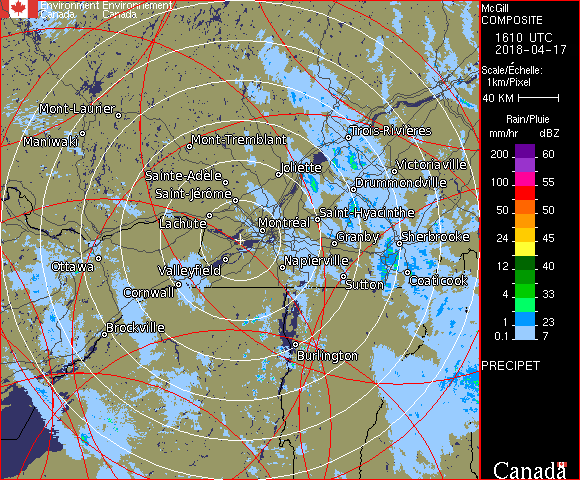 Environment Environnement
Canada Canada
McGill
COMPOSITE
1610 UTC
2018-04-17
Scale/Échelle:
1km/Pixel
40 KM
Rain/Pluie
mm/hr dBZ
200 60
100 55
50 50
24 45
12 40
4 33
1 23
0.1 7
PRECIPET
Canada
Mont-Laurier
Maniwaki
Mont-Tremblant
Trois-Rivières
Sainte-Adèle
Joliette
Victoriaville
Saint-Jérôme
Drummondville
Lachute
Saint-Hyacinthe
Montréal
Granby
Sherbrooke
Ottawa
Valleyfield
Napierville
Cornwall
Sutton
Coaticook
Brockville
Burlington